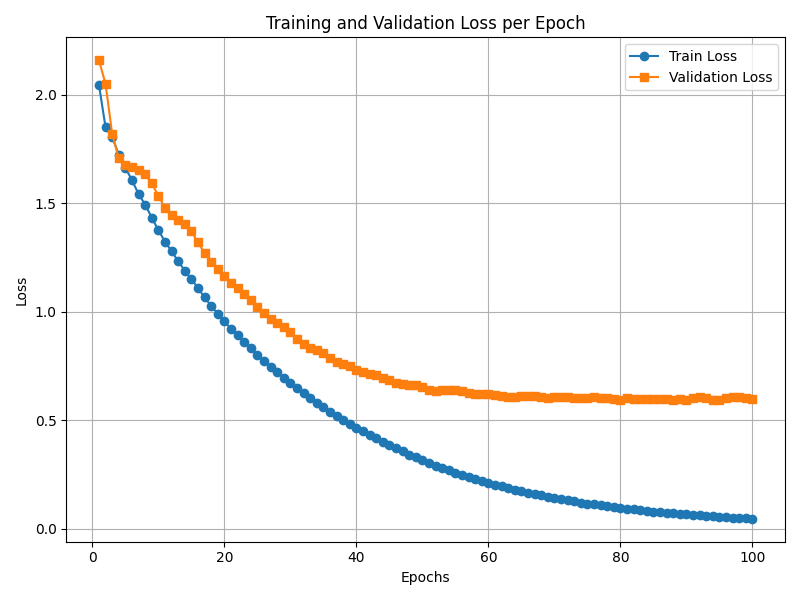 Training and Validation Loss per Epoch
Train Loss
Validation Loss
2.0
1.5
1.0
0.5
0.0
Loss
0 20 40 60 80 100
Epochs